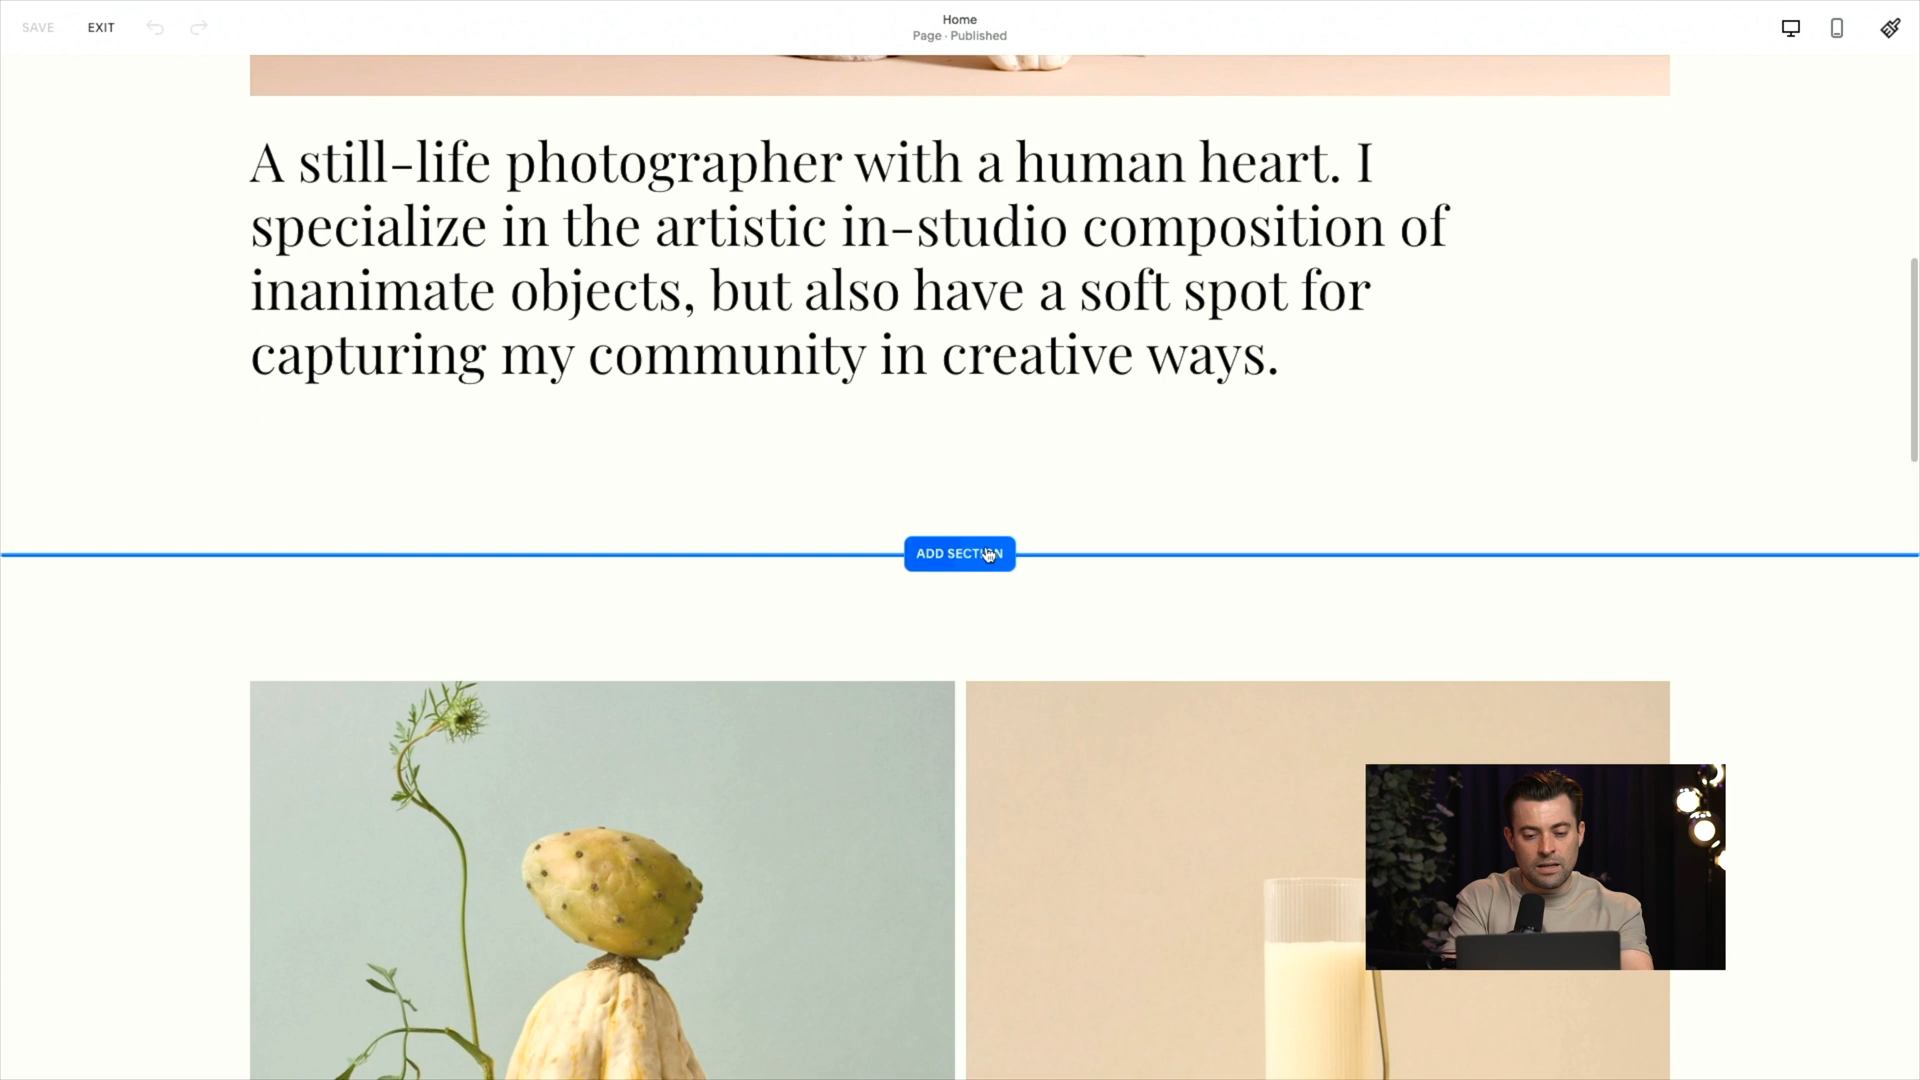 SAVE
EXIT
Home
Page · Published
A still-life photographer with a human heart. I
specialize in the artistic in-studio composition of
inanimate objects, but also have a soft spot for
capturing my community in creative ways.
ADD SECTION